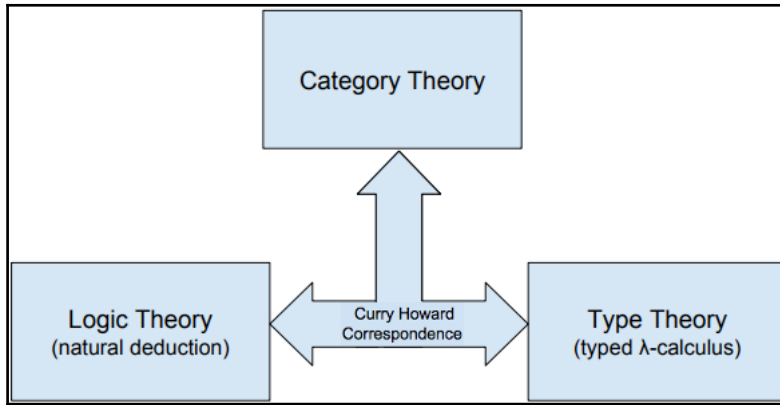 Category Theory
Logic Theory
(natural deduction)
Curry Howard
Correspondence
Type Theory
(typed λ-calculus)